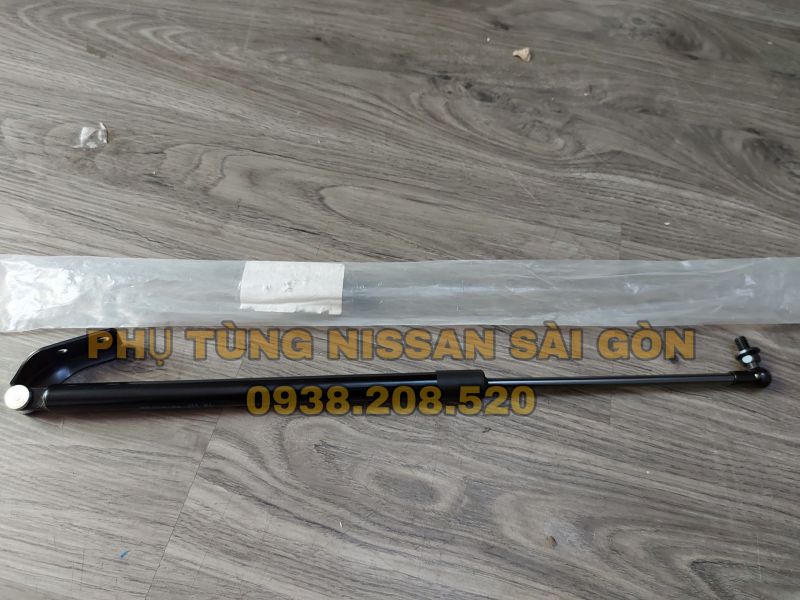 PHỤ TÙNG NISSAN SÀI GÒN
0938.208.520